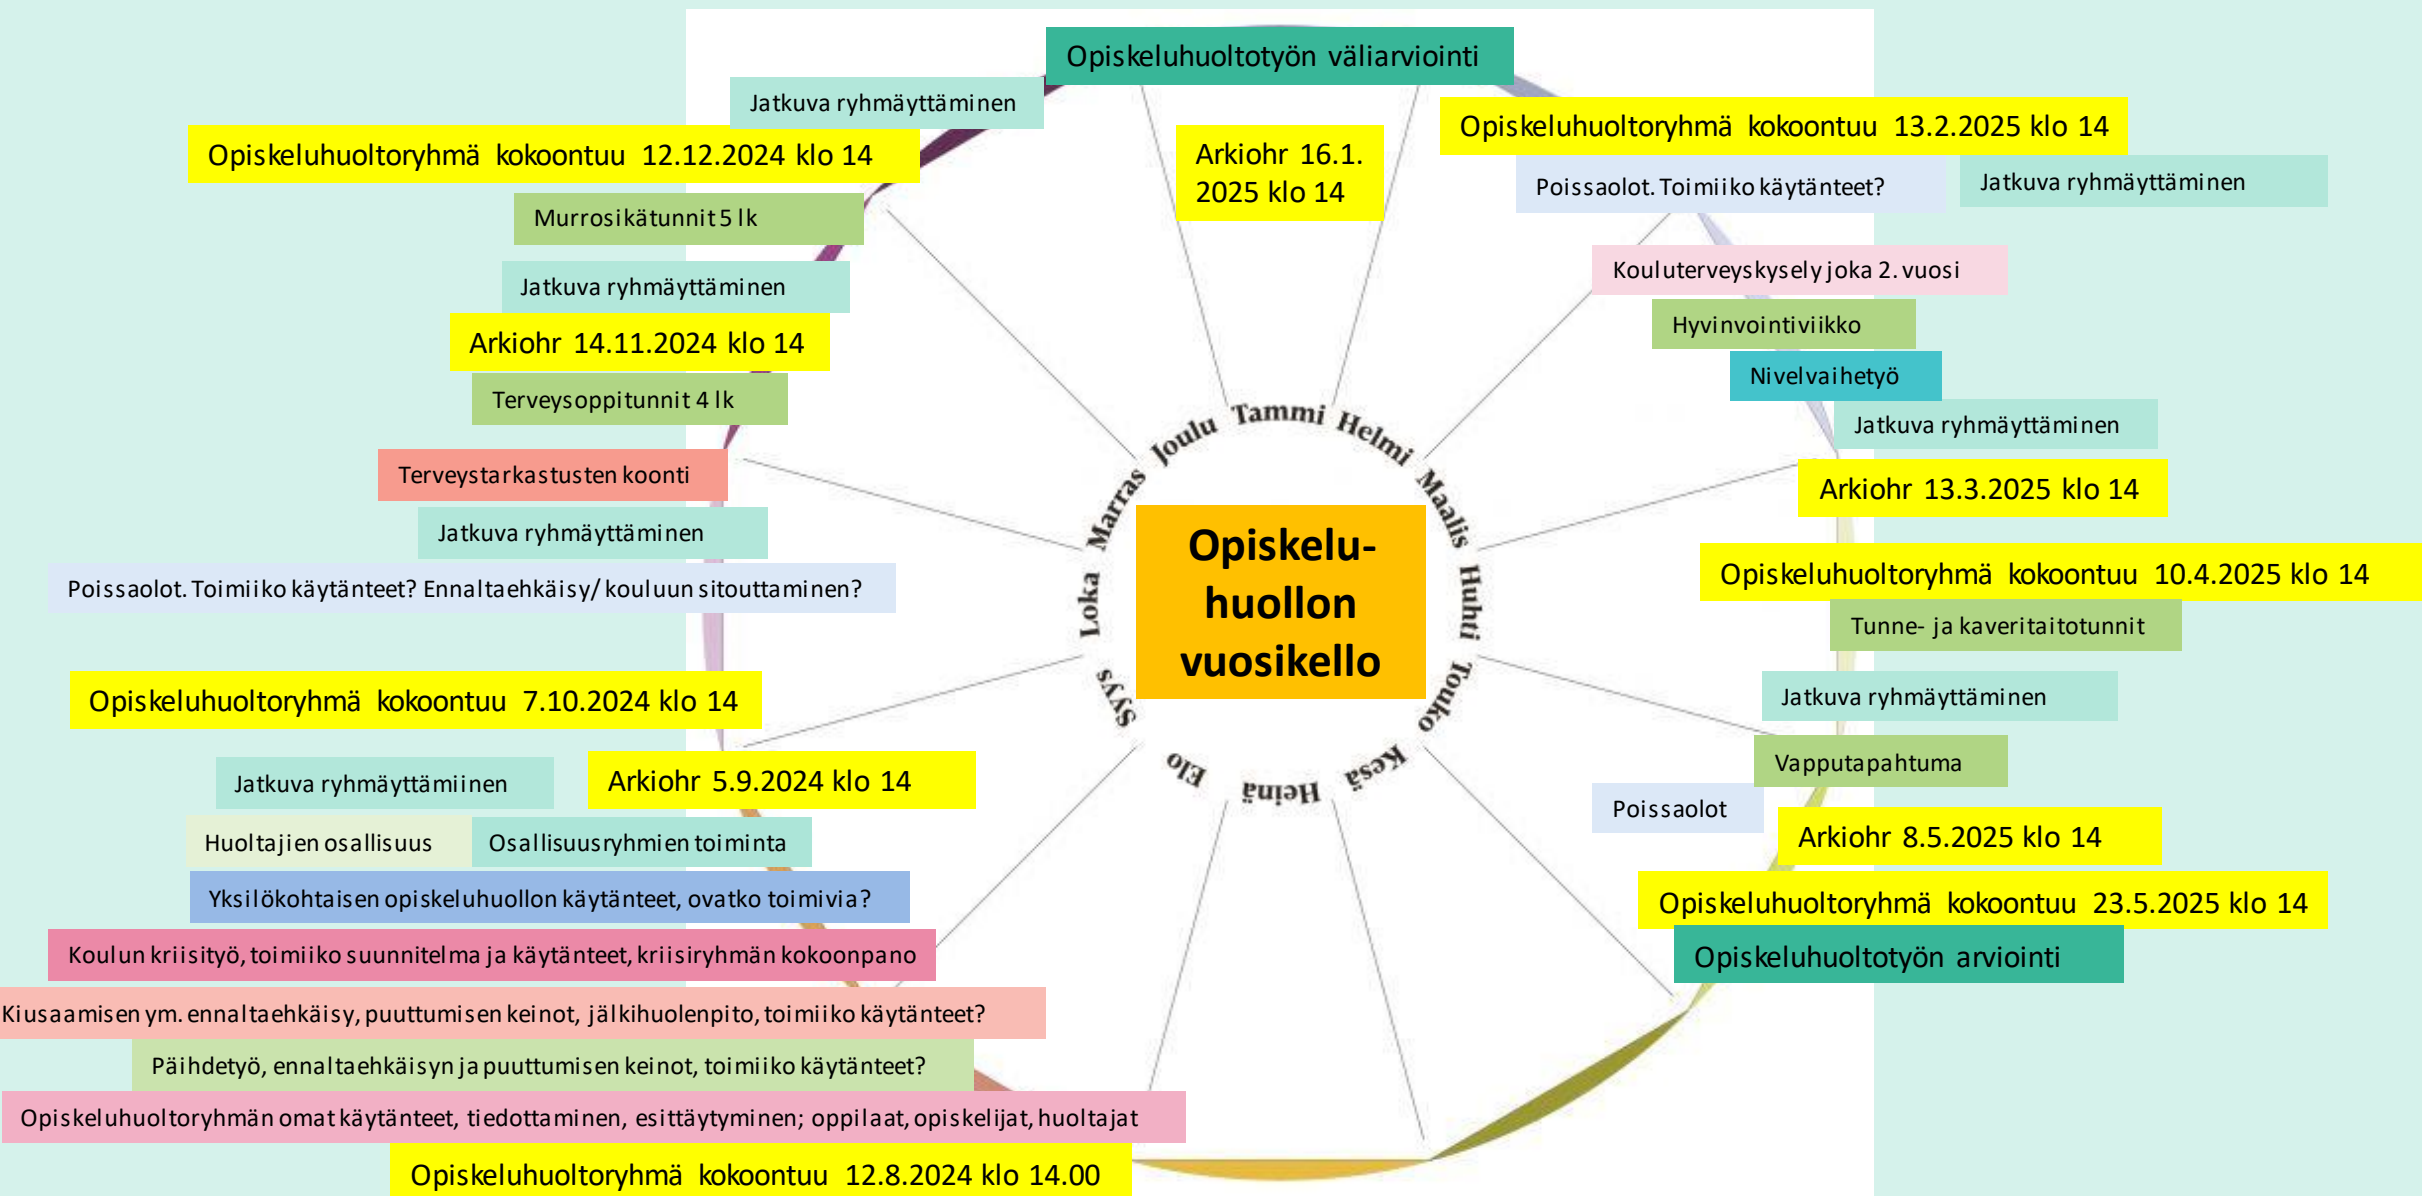 Opiskeluhuoltotyön väliarviointi
Jatkuva ryhmäyttäminen
Opiskeluhuoltoryhmä kokoontuu 12.12.2024 klo 14
Murrosikätunnit 5 lk
Jatkuva ryhmäyttäminen
Arkiohr 14.11.2024 klo 14
Terveysoppitunnit 4 lk
Terveystarkastusten koonti
Jatkuva ryhmäyttäminen
Poissaolot. Toimiiko käytänteet? Ennaltaehkäisy/ kouluun sitouttaminen?
Opiskeluhuoltoryhmä kokoontuu 7.10.2024 klo 14
Jatkuva ryhmäyttämiinen
Arkiohr 5.9.2024 klo 14
Huoltajien osallisuus
Osallisuusryhmien toiminta
Yksilökohtaisen opiskeluhuollon käytänteet, ovatko toimivia?
Koulun kriisityö, toimiiko suunnitelma ja käytänteet, kriisiryhmän kokoonpano
Kiusaamisen ym. ennaltaehkäisy, puuttumisen keinot, jälkihuolenpito, toimiiko käytänteet?
Päihdetyö, ennaltaehkäisyn ja puuttumisen keinot, toimiiko käytänteet?
Opiskeluhuoltoryhmän omat käytänteet, tiedottaminen, esittäytyminen; oppilaat, opiskelijat, huoltajat
Opiskeluhuoltoryhmä kokoontuu 12.8.2024 klo 14.00
Arkiohr 16.1.
2025 klo 14
Tammi
Helmi
Maalis
Huhti
Touko
Kesä
Heinä
Elo
Syys
Loka
Marras
Joulu
Opiskelu-
huollon
vuosikello
Opiskeluhuoltoryhmä kokoontuu 13.2.2025 klo 14
Poissaolot. Toimiiko käytänteet?
Jatkuva ryhmäyttäminen
Kouluterveyskysely joka 2. vuosi
Hyvinvointiviikko
Nivelvaihetyö
Jatkuva ryhmäyttäminen
Arkiohr 13.3.2025 klo 14
Opiskeluhuoltoryhmä kokoontuu 10.4.2025 klo 14
Tunne- ja kaveritaitotunnit
Jatkuva ryhmäyttäminen
Vapputapahtuma
Poissaolot
Arkiohr 8.5.2025 klo 14
Opiskeluhuoltoryhmä kokoontuu 23.5.2025 klo 14
Opiskeluhuoltotyön arviointi